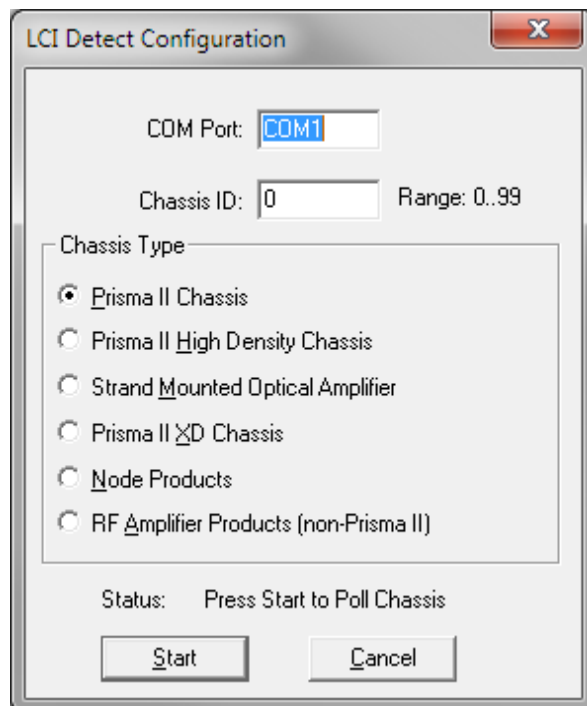 LCI Detect Configuration
COM Port: COM1
Chassis ID: 0 Range: 0..99
Chassis Type
Prisma II Chassis
Prisma II High Density Chassis
Strand Mounted Optical Amplifier
Prisma II XD Chassis
Node Products
RF Amplifier Products (non-Prisma II)
Status: Press Start to Poll Chassis
Start Cancel